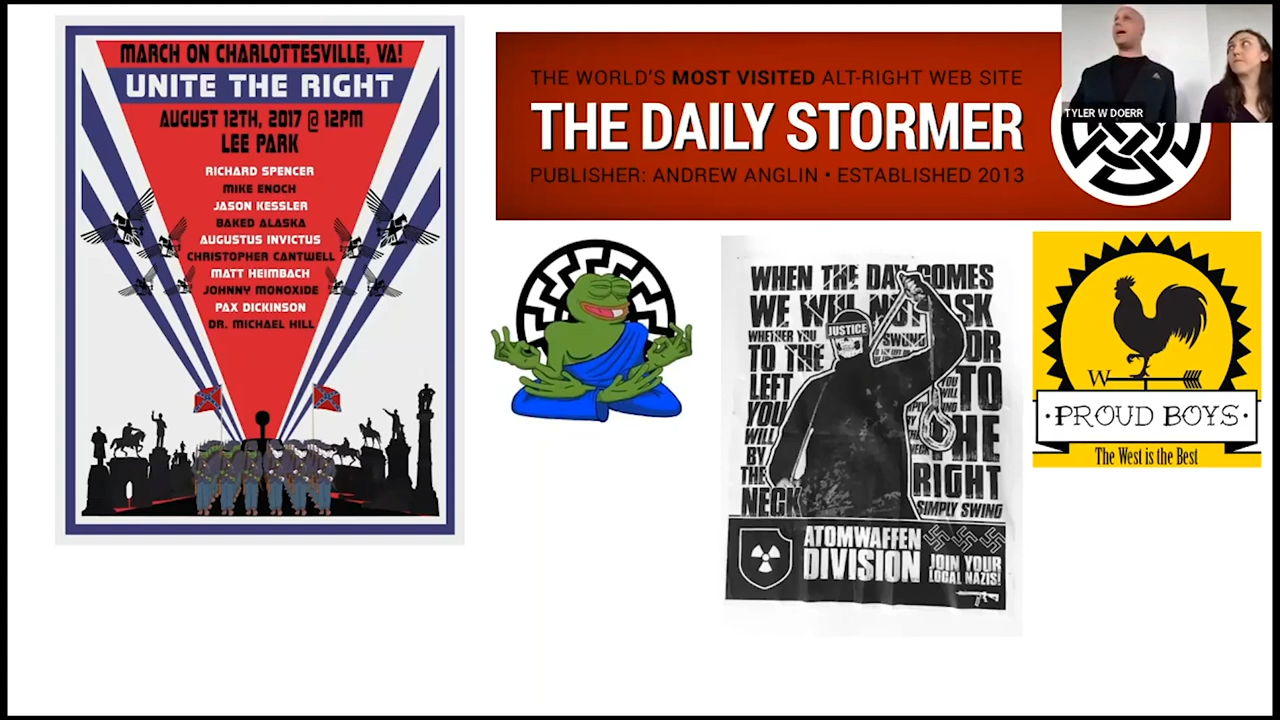 MARCH ON CHARLOTTESVILLE, VA!
UNITE THE RIGHT
AUGUST 12TH, 2017 @ 12PM
LEE PARK
RICHARD SPENCER
MIKE ENOCH
JASON KESSLER
BAKED ALASKA
AUGUSTUS INVICTUS
CHRISTOPHER CANTWELL
MATT HEIMBACH
JOHNNY MONOXIDE
PAX DICKINSON
DR. MICHAEL HILL
THE WORLD'S MOST VISITED ALT-RIGHT WEB SITE
THE DAILY STORMER
PUBLISHER: ANDREW ANGLIN • ESTABLISHED 2013
TYLER W DOERR
WHEN THE DAY COMES
WE WILL NOT ASK
WHETHER YOU SWUNG
TO THE
LEFT
OR
TO
THE
RIGHT
YOU
WILL
SIMPLY SWING
BY
THE
NECK
JUSTICE
ATOMWAFFEN
DIVISION
JOIN YOUR
LOCAL NAZIS!
W
PROUD BOYS
The West is the Best